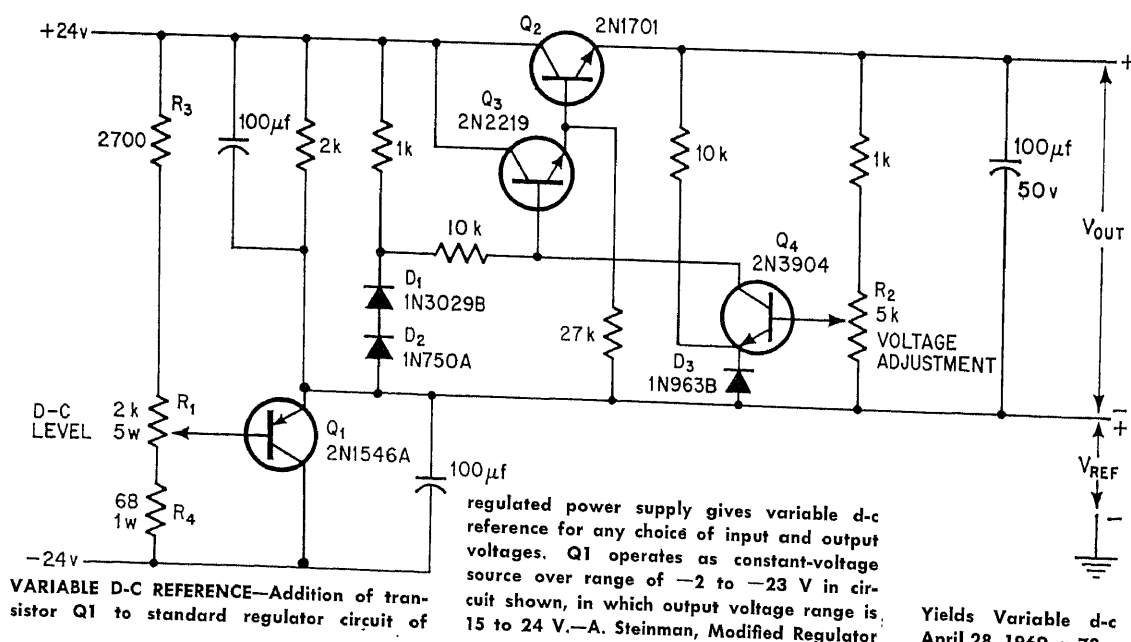 +24v
Q2
2N1701
+
R3
2700
100μf
2k
1k
Q3
2N2219
10k
1k
100μf
50v
VOUT
10k
Q4
2N3904
D1
1N3029B
D2
1N750A
27k
R2
5k
VOLTAGE
ADJUSTMENT
D3
1N963B
D-C
LEVEL
2k
5w
R1
Q1
2N1546A
100μf
−
+
VREF
−
68
1w
R4
−24v
VARIABLE D-C REFERENCE—Addition of tran-
sistor Q1 to standard regulator circuit of
regulated power supply gives variable d-c
reference for any choice of input and output
voltages. Q1 operates as constant-voltage
source over range of —2 to —23 V in cir-
cuit shown, in which output voltage range is
15 to 24 V.—A. Steinman, Modified Regulator
Yields Variable d-c
April 28, 1969